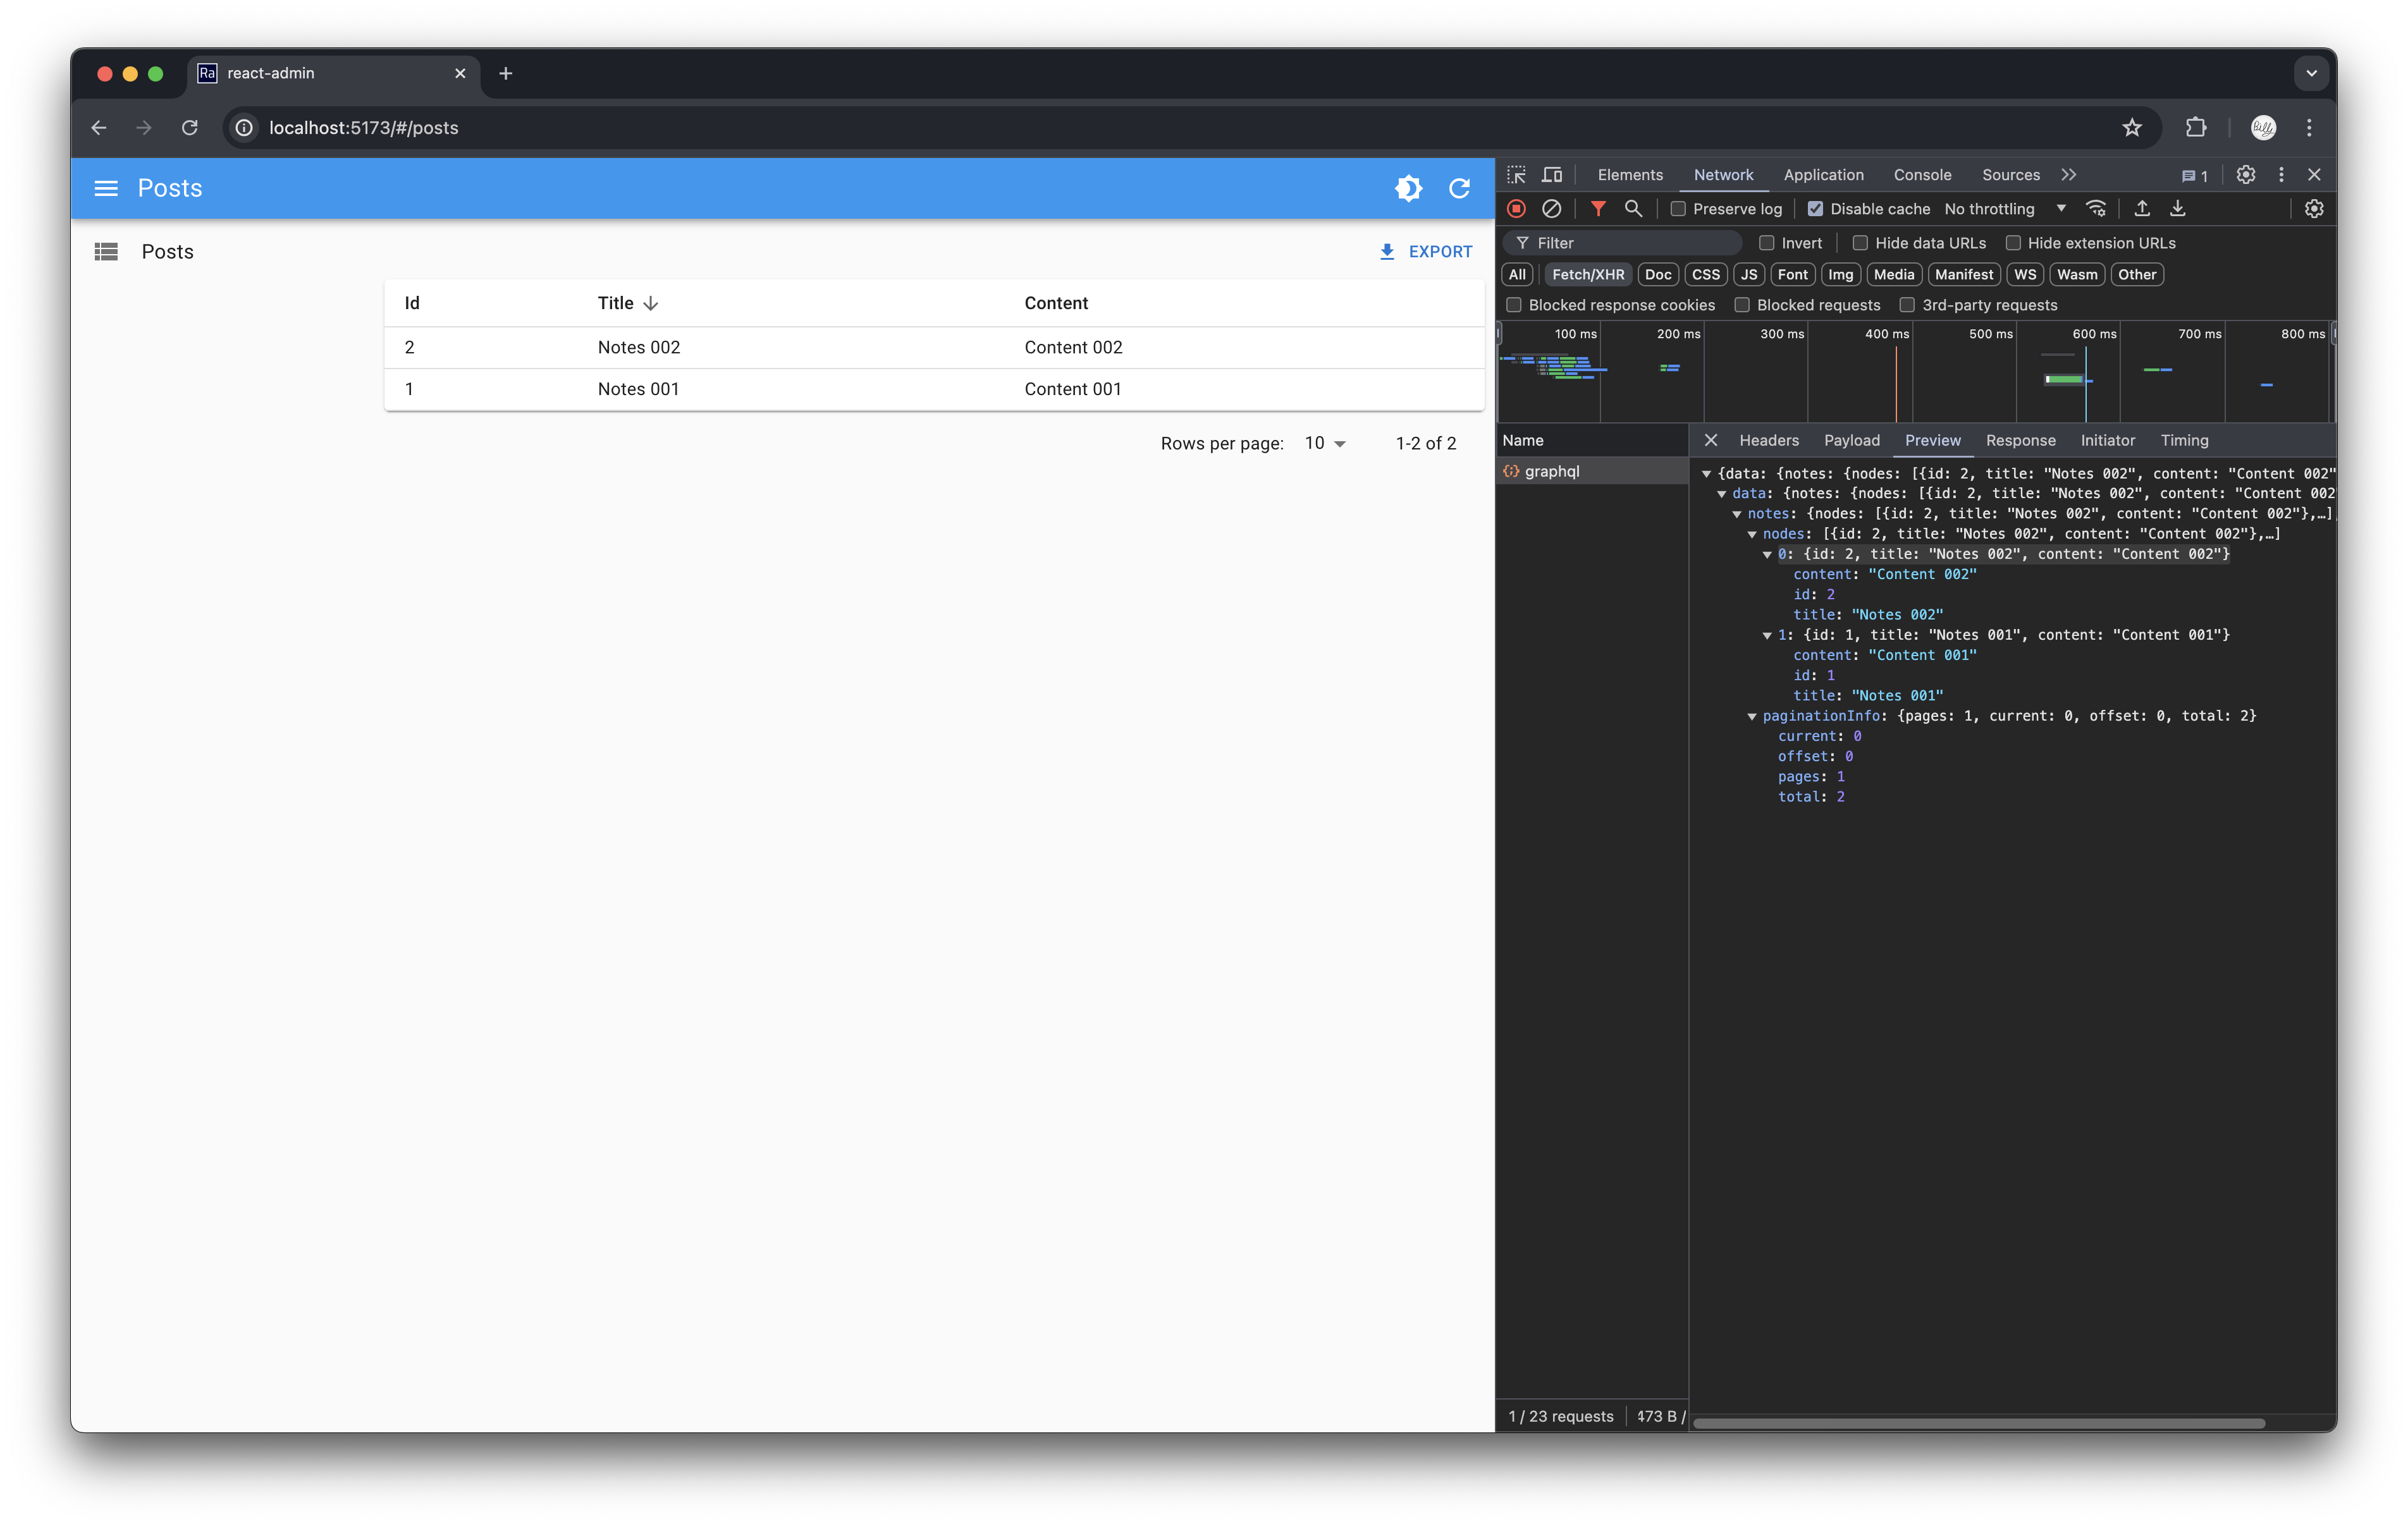 Ra react-admin
localhost:5173/#/posts
Billy
Posts
Posts
EXPORT
Id Title Content
2 Notes 002 Content 002
1 Notes 001 Content 001
Rows per page: 10 1-2 of 2
Elements Network Application Console Sources 1
Preserve log Disable cache No throttling
Filter Invert Hide data URLs Hide extension URLs
All Fetch/XHR Doc CSS JS Font Img Media Manifest WS Wasm Other
Blocked response cookies Blocked requests 3rd-party requests
100 ms 200 ms 300 ms 400 ms 500 ms 600 ms 700 ms 800 ms
Name
graphql
Headers Payload Preview Response Initiator Timing
{data: {notes: {nodes: [{id: 2, title: "Notes 002", content: "Content 002"
data: {notes: {nodes: [{id: 2, title: "Notes 002", content: "Content 002
notes: {nodes: [{id: 2, title: "Notes 002", content: "Content 002"},…]
nodes: [{id: 2, title: "Notes 002", content: "Content 002"},…]
0: {id: 2, title: "Notes 002", content: "Content 002"}
content: "Content 002"
id: 2
title: "Notes 002"
1: {id: 1, title: "Notes 001", content: "Content 001"}
content: "Content 001"
id: 1
title: "Notes 001"
paginationInfo: {pages: 1, current: 0, offset: 0, total: 2}
current: 0
offset: 0
pages: 1
total: 2
1 / 23 requests 473 B /